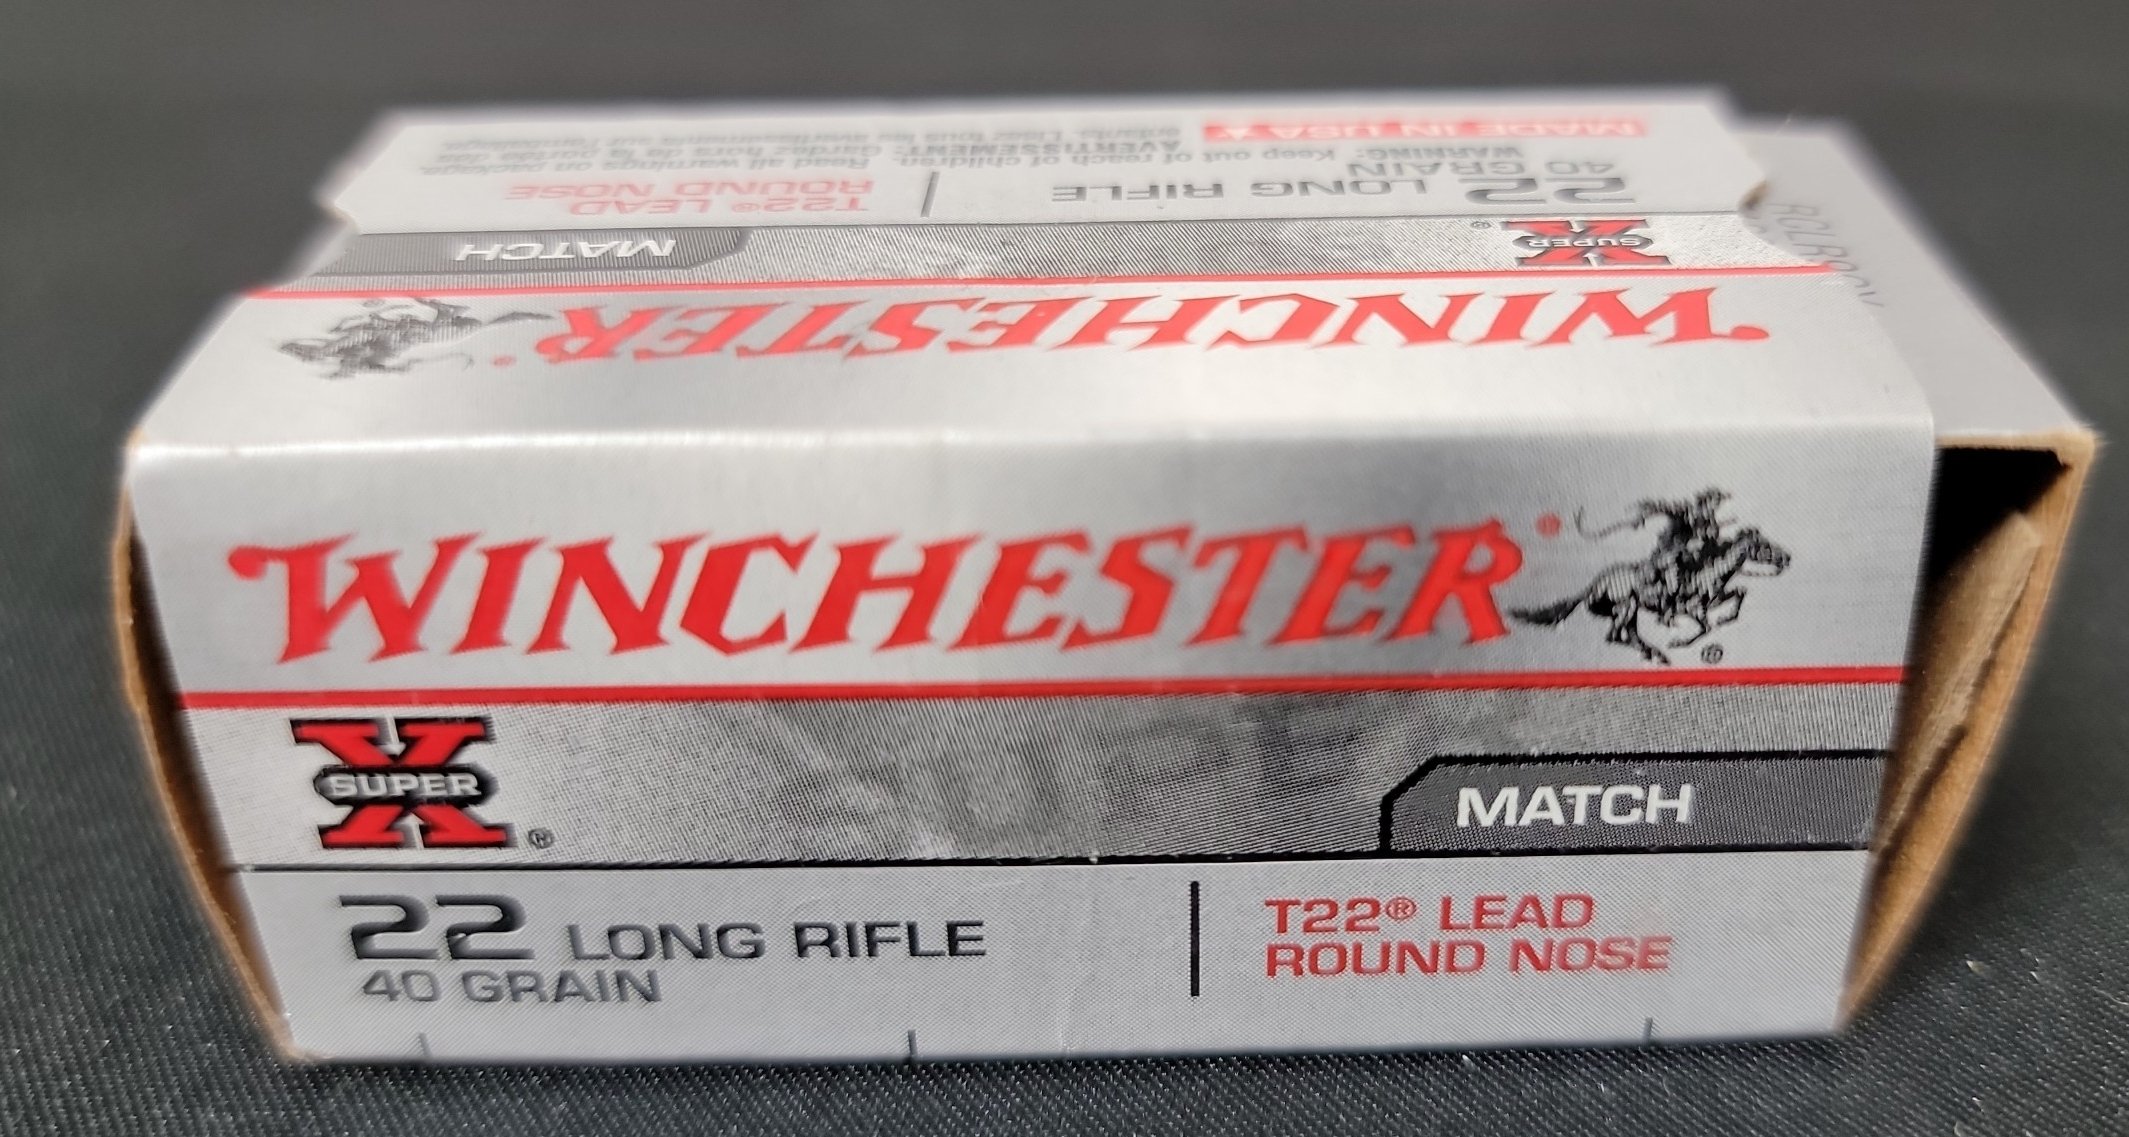 MADE IN USA
WARNING: Keep out of reach of children. Read all warnings on package.
AVERTISSEMENT: Gardez hors de la portée des
enfants. Lisez tous les avertissements sur l'emballage.
22 LONG RIFLE
40 GRAIN
T22® LEAD
ROUND NOSE
SUPER X ®
MATCH
WINCHESTER ®
WINCHESTER ®
®
SUPER X ®
MATCH
22 LONG RIFLE
40 GRAIN
T22® LEAD
ROUND NOSE